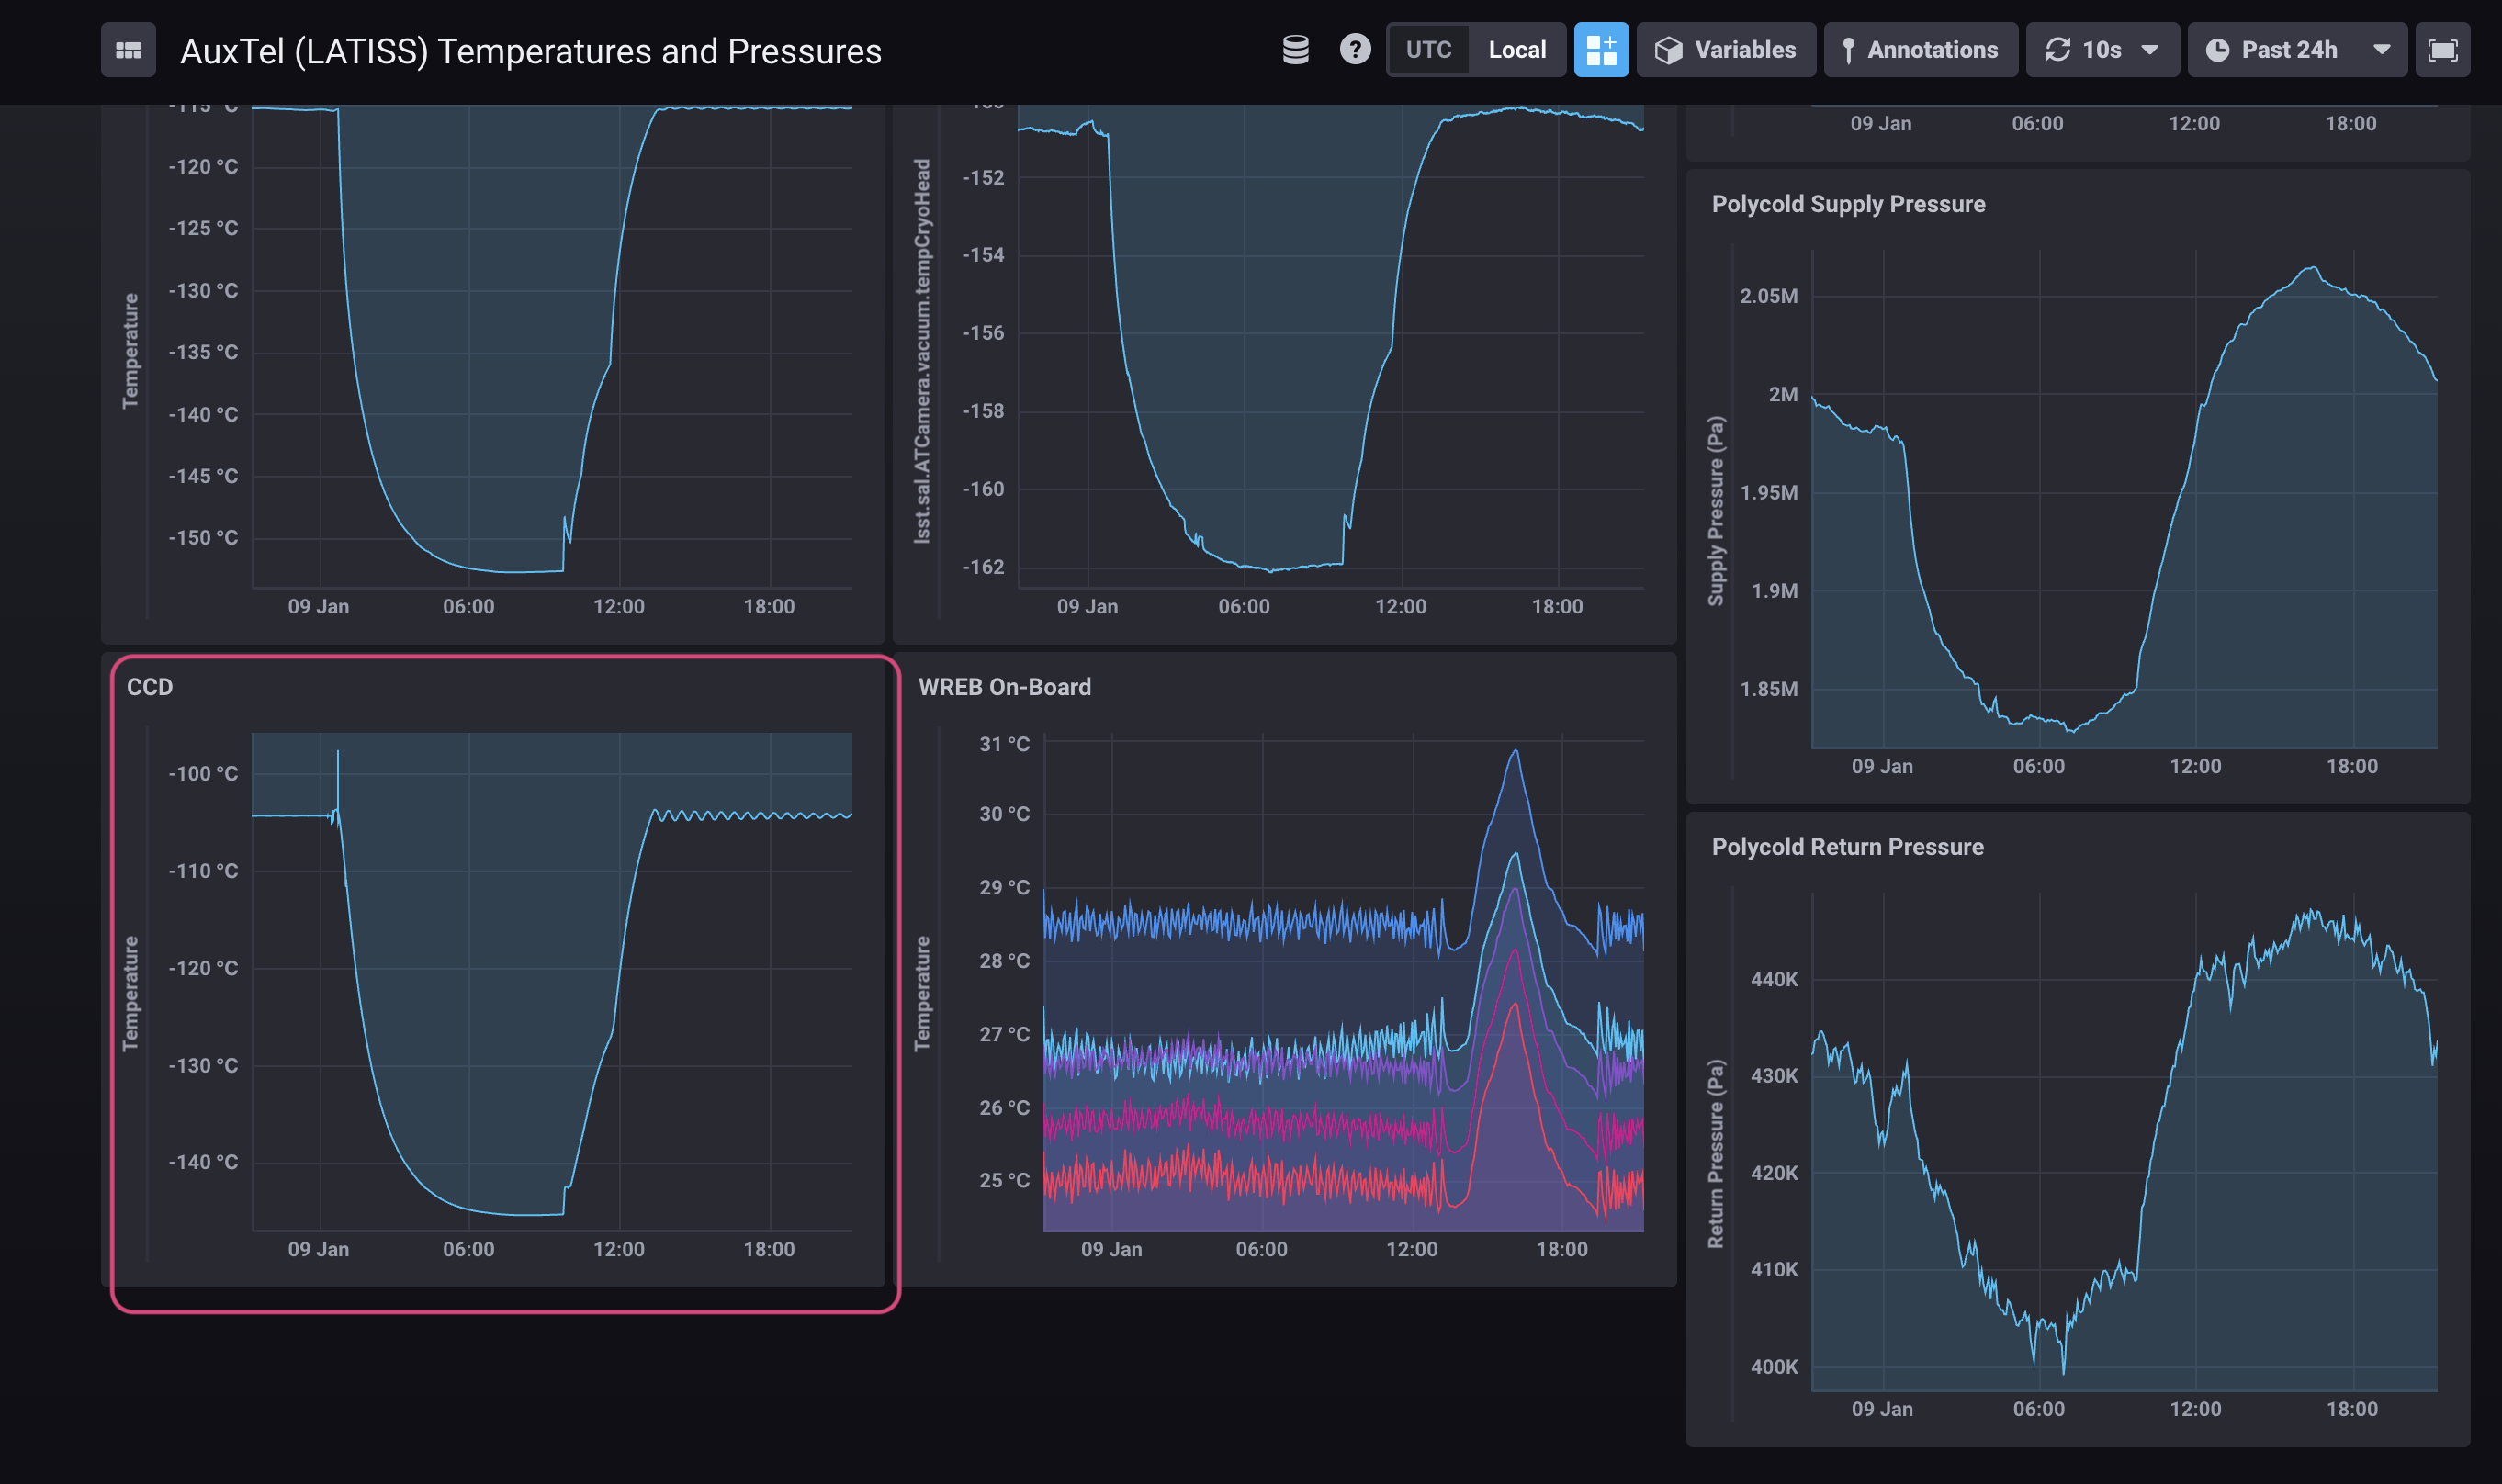 AuxTel (LATISS) Temperatures and Pressures
UTC Local Variables Annotations 10s Past 24h
-115 °C
-120 °C
-125 °C
-130 °C
-135 °C
-140 °C
-145 °C
-150 °C
Temperature
09 Jan 06:00 12:00 18:00
-152
-154
-156
-158
-160
-162
lsst.sal.ATCamera.vacuum.tempCryoHead
09 Jan 06:00 12:00 18:00
09 Jan 06:00 12:00 18:00
Polycold Supply Pressure
2.05M
2M
1.95M
1.9M
1.85M
Supply Pressure (Pa)
09 Jan 06:00 12:00 18:00
CCD
-100 °C
-110 °C
-120 °C
-130 °C
-140 °C
Temperature
09 Jan 06:00 12:00 18:00
WREB On-Board
31 °C
30 °C
29 °C
28 °C
27 °C
26 °C
25 °C
Temperature
09 Jan 06:00 12:00 18:00
Polycold Return Pressure
440K
430K
420K
410K
400K
Return Pressure (Pa)
09 Jan 06:00 12:00 18:00